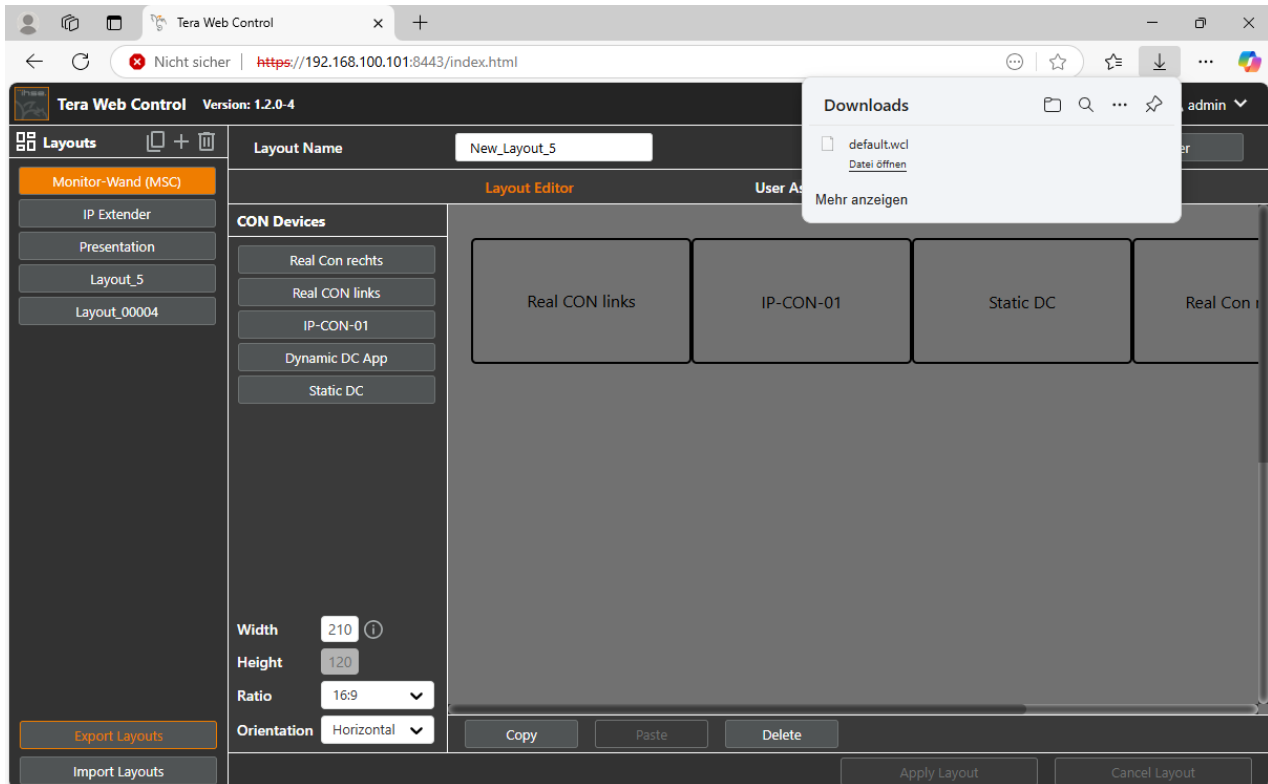 Tera Web Control
Nicht sicher https://192.168.100.101:8443/index.html
ihse
Tera Web Control Version: 1.2.0-4
admin
Downloads
default.wcl
Datei öffnen
Mehr anzeigen
Layouts
Monitor-Wand (MSC)
IP Extender
Presentation
Layout_5
Layout_00004
Export Layouts
Import Layouts
Layout Name New_Layout_5
Layout Editor User As
CON Devices
Real Con rechts
Real CON links
IP-CON-01
Dynamic DC App
Static DC
Width 210
Height 120
Ratio 16:9
Orientation Horizontal
Real CON links IP-CON-01 Static DC Real Con r
Copy Paste Delete
Apply Layout Cancel Layout